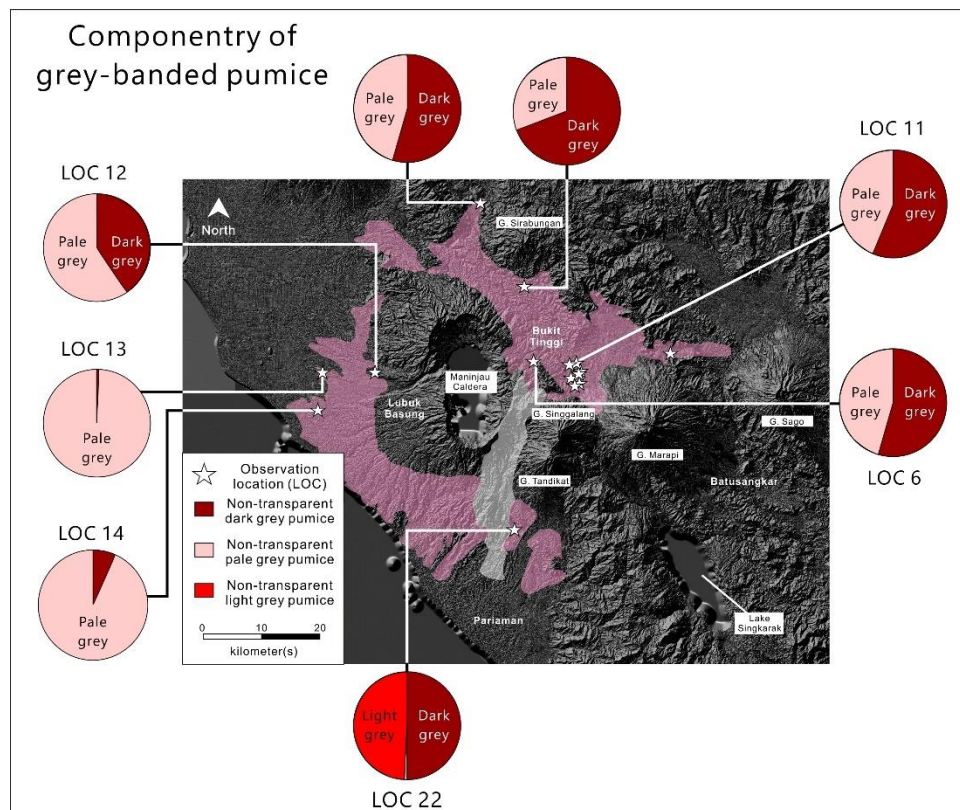 Componentry of
grey-banded pumice
Pale
grey
Dark
grey
Pale
grey
Dark
grey
LOC 11
Pale
grey
Dark
grey
LOC 12
Pale
grey
Dark
grey
North
G. Sirabungan
Bukit
Tinggi
LOC 13
Pale
grey
Maninjau
Caldera
Lubuk
Basung
G. Singgalang
G. Sago
G. Marapi
G. Tandikat
Batusangkar
Pale
grey
Dark
grey
LOC 6
Observation
location (LOC)
Non-transparent
dark grey pumice
Non-transparent
pale grey pumice
Non-transparent
light grey pumice
0 10 20
kilometer(s)
LOC 14
Pale
grey
Pariaman
Lake
Singkarak
Light
grey
Dark
grey
LOC 22